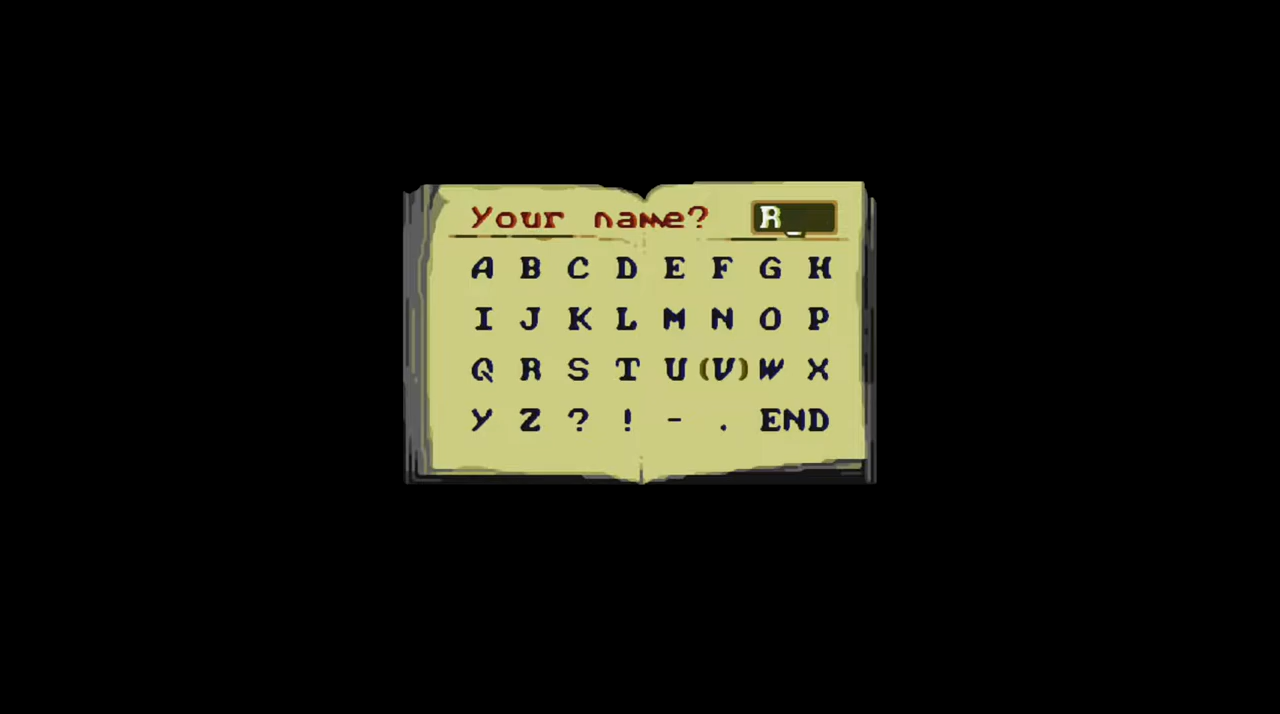 Your name? R_
A B C D E F G H
I J K L M N O P
Q R S T U (V) W X
Y Z ? ! - . END